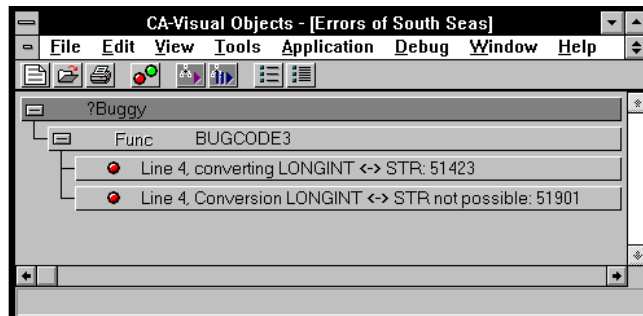 CA-Visual Objects - [Errors of South Seas]
File Edit View Tools Application Debug Window Help
?Buggy
Func BUGCODE3
Line 4, converting LONGINT <-> STR: 51423
Line 4, Conversion LONGINT <-> STR not possible: 51901